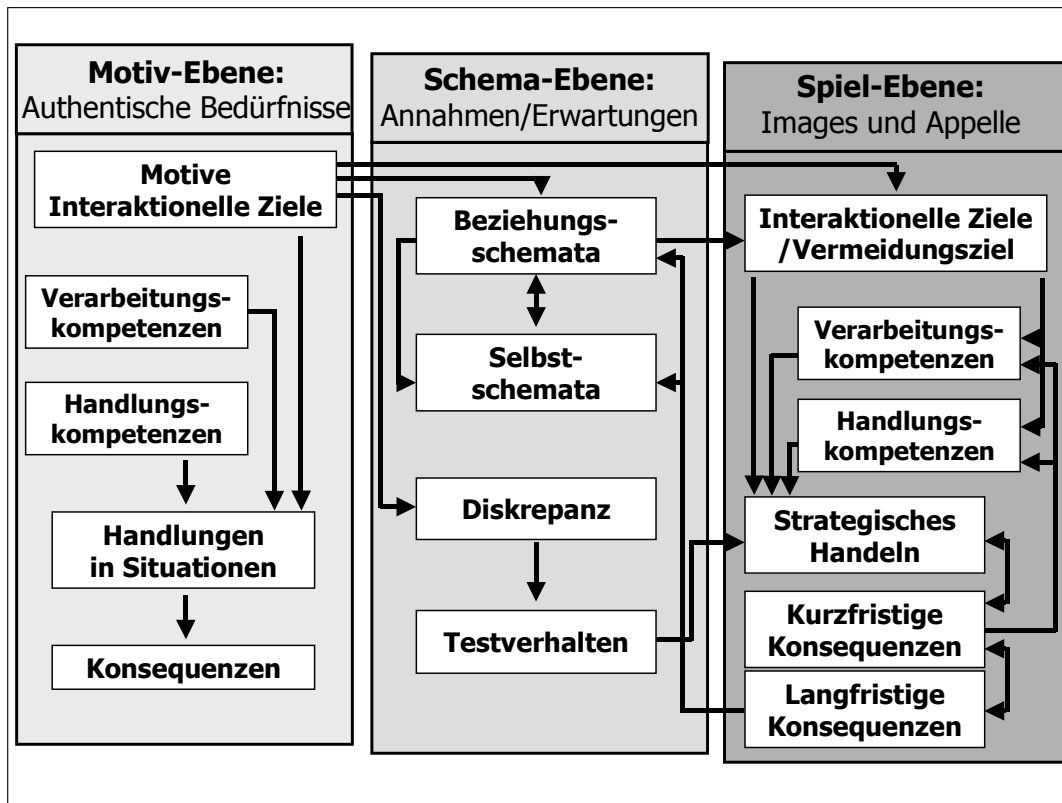 Motiv-Ebene:
Authentische Bedürfnisse
Motive
Interaktionelle Ziele
Verarbeitungs-
kompetenzen
Handlungs-
kompetenzen
Handlungen
in Situationen
Konsequenzen
Schema-Ebene:
Annahmen/Erwartungen
Beziehungs-
schemata
Selbst-
schemata
Diskrepanz
Testverhalten
Spiel-Ebene:
Images und Appelle
Interaktionelle Ziele
/Vermeidungsziel
Verarbeitungs-
kompetenzen
Handlungs-
kompetenzen
Strategisches
Handeln
Kurzfristige
Konsequenzen
Langfristige
Konsequenzen